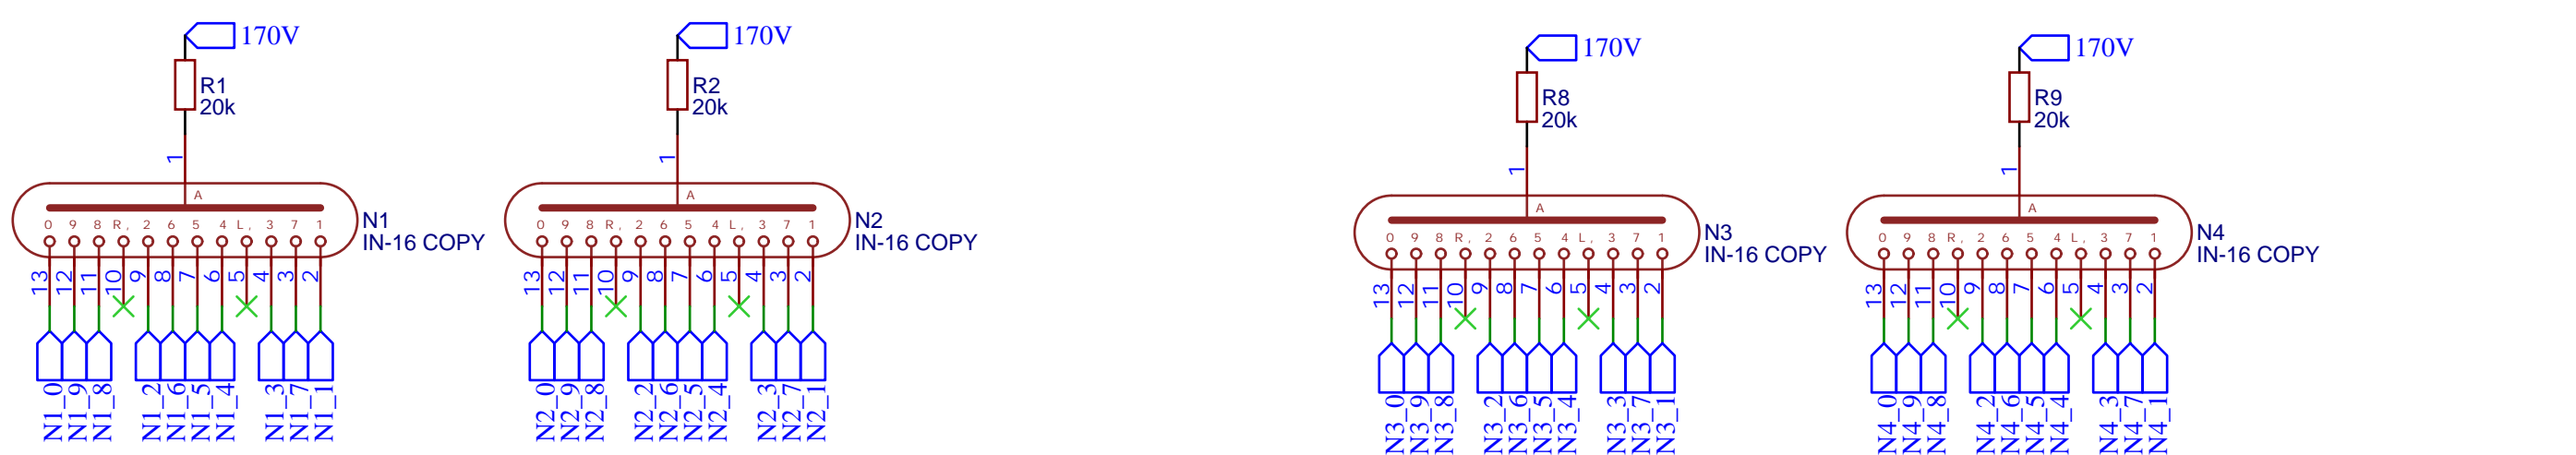 170V
R1
20k
1
A
0 9 8 R, 2 6 5 4 L, 3 7 1
N1
IN-16 COPY
13 12 11 10 9 8 7 6 5 4 3 2
N1_0 N1_9 N1_8 N1_2 N1_6 N1_5 N1_4 N1_3 N1_7 N1_1
170V
R2
20k
1
A
0 9 8 R, 2 6 5 4 L, 3 7 1
N2
IN-16 COPY
13 12 11 10 9 8 7 6 5 4 3 2
N2_0 N2_9 N2_8 N2_2 N2_6 N2_5 N2_4 N2_3 N2_7 N2_1
170V
R8
20k
1
A
0 9 8 R, 2 6 5 4 L, 3 7 1
N3
IN-16 COPY
13 12 11 10 9 8 7 6 5 4 3 2
N3_0 N3_9 N3_8 N3_2 N3_6 N3_5 N3_4 N3_3 N3_7 N3_1
170V
R9
20k
1
A
0 9 8 R, 2 6 5 4 L, 3 7 1
N4
IN-16 COPY
13 12 11 10 9 8 7 6 5 4 3 2
N4_0 N4_9 N4_8 N4_2 N4_6 N4_5 N4_4 N4_3 N4_7 N4_1